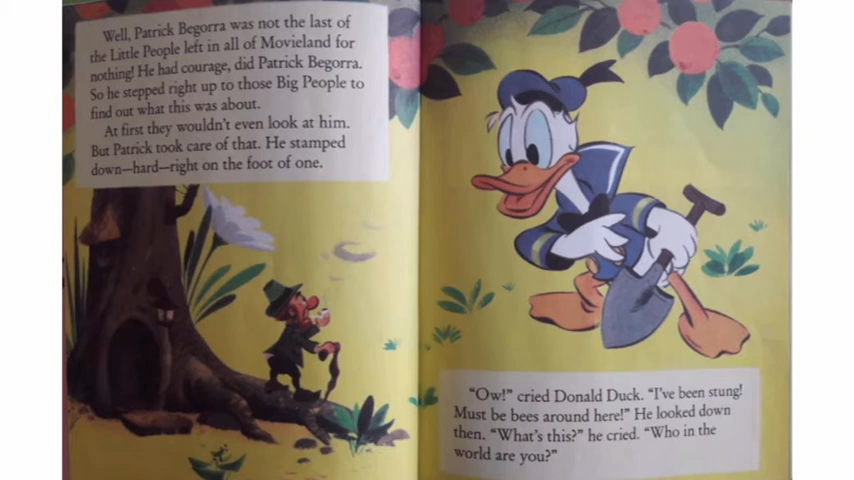 Well, Patrick Begorra was not the last of
the Little People left in all of Movieland for
nothing! He had courage, did Patrick Begorra.
So he stepped right up to those Big People to
find out what this was about.
At first they wouldn't even look at him.
But Patrick took care of that. He stamped
down—hard—right on the foot of one.
"Ow!" cried Donald Duck. "I've been stung!
Must be bees around here!" He looked down
then. "What's this?" he cried. "Who in the
world are you?"